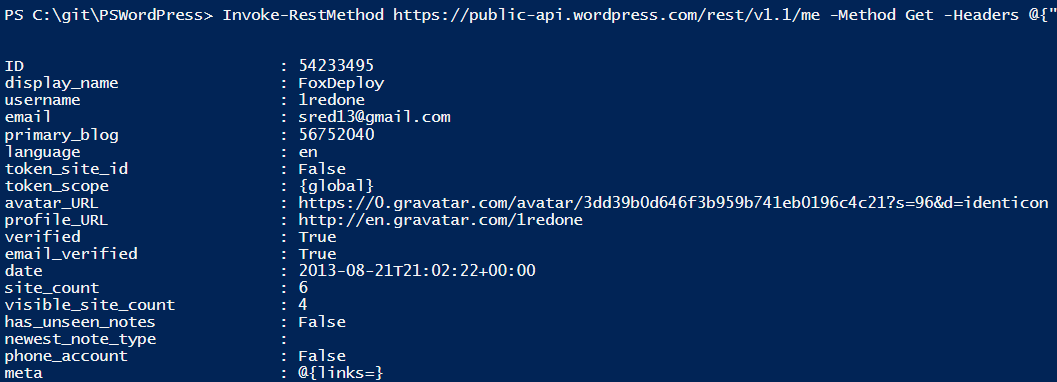 PS C:\git\PSWordPress> Invoke-RestMethod https://public-api.wordpress.com/rest/v1.1/me -Method Get -Headers @{"
ID : 54233495
display_name : FoxDeploy
username : 1redone
email : sred13@gmail.com
primary_blog : 56752040
language : en
token_site_id : False
token_scope : {global}
avatar_URL : https://0.gravatar.com/avatar/3dd39b0d646f3b959b741eb0196c4c21?s=96&d=identicon
profile_URL : http://en.gravatar.com/1redone
verified : True
email_verified : True
date : 2013-08-21T21:02:22+00:00
site_count : 6
visible_site_count : 4
has_unseen_notes : False
newest_note_type :
phone_account : False
meta : @{links=}